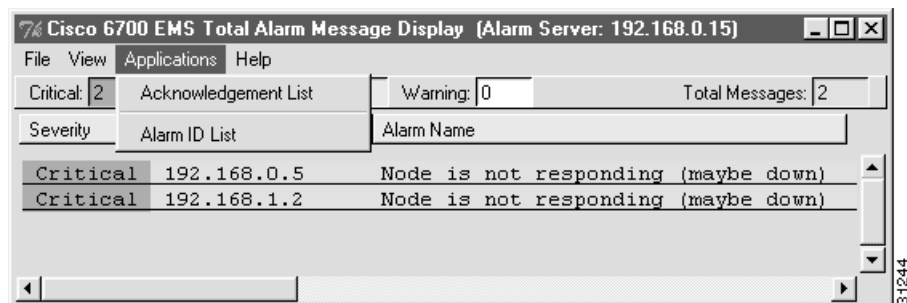 Cisco 6700 EMS Total Alarm Message Display (Alarm Server: 192.168.0.15)
File View Applications Help
Critical: 2 Warning: 0 Total Messages: 2
Acknowledgement List
Severity Alarm Name
Alarm ID List
Critical 192.168.0.5 Node is not responding (maybe down)
Critical 192.168.1.2 Node is not responding (maybe down)
31244